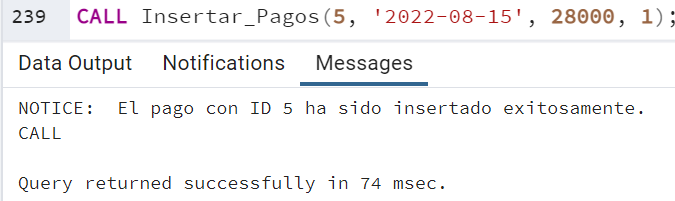 239 CALL Insertar_Pagos(5, '2022-08-15', 28000, 1);
Data Output Notifications Messages
NOTICE:  El pago con ID 5 ha sido insertado exitosamente.
CALL
Query returned successfully in 74 msec.